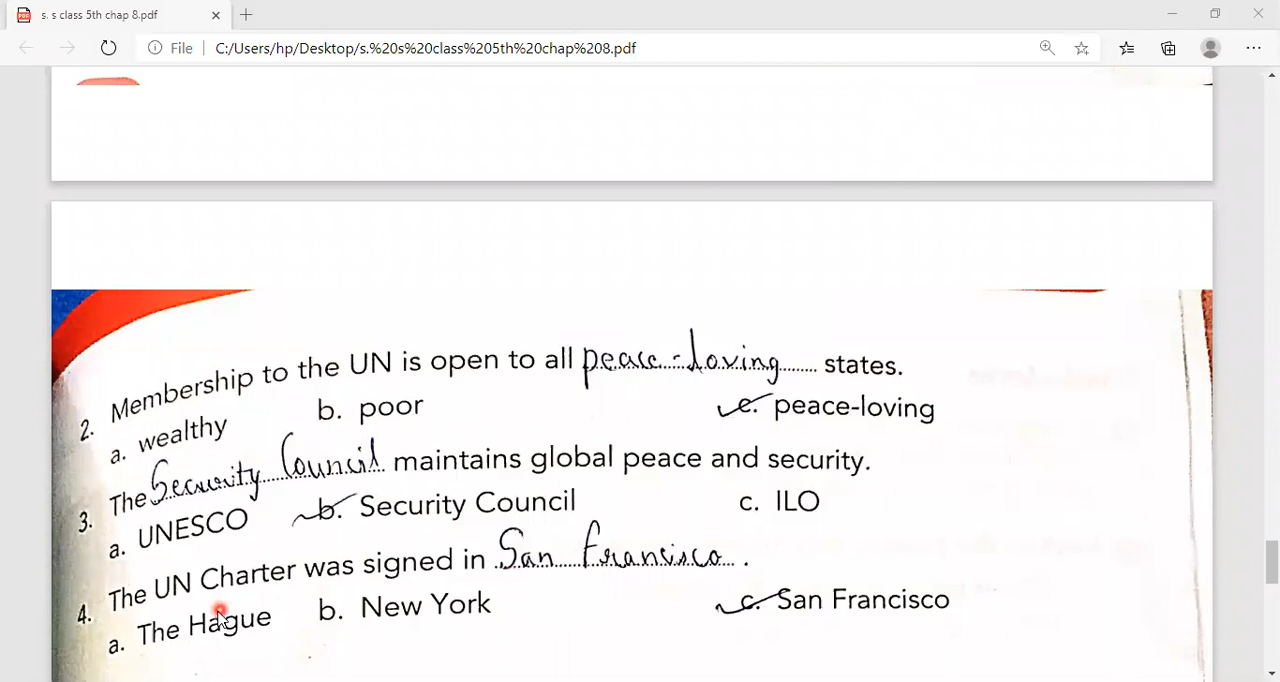 s. s class 5th chap 8.pdf
File | C:/Users/hp/Desktop/s.%20s%20class%205th%20chap%208.pdf
2. Membership to the UN is open to all peace-loving states.
a. wealthy b. poor c. peace-loving
3. The Security Council maintains global peace and security.
a. UNESCO b. Security Council c. ILO
4. The UN Charter was signed in San Francisco.
a. The Hague b. New York c. San Francisco